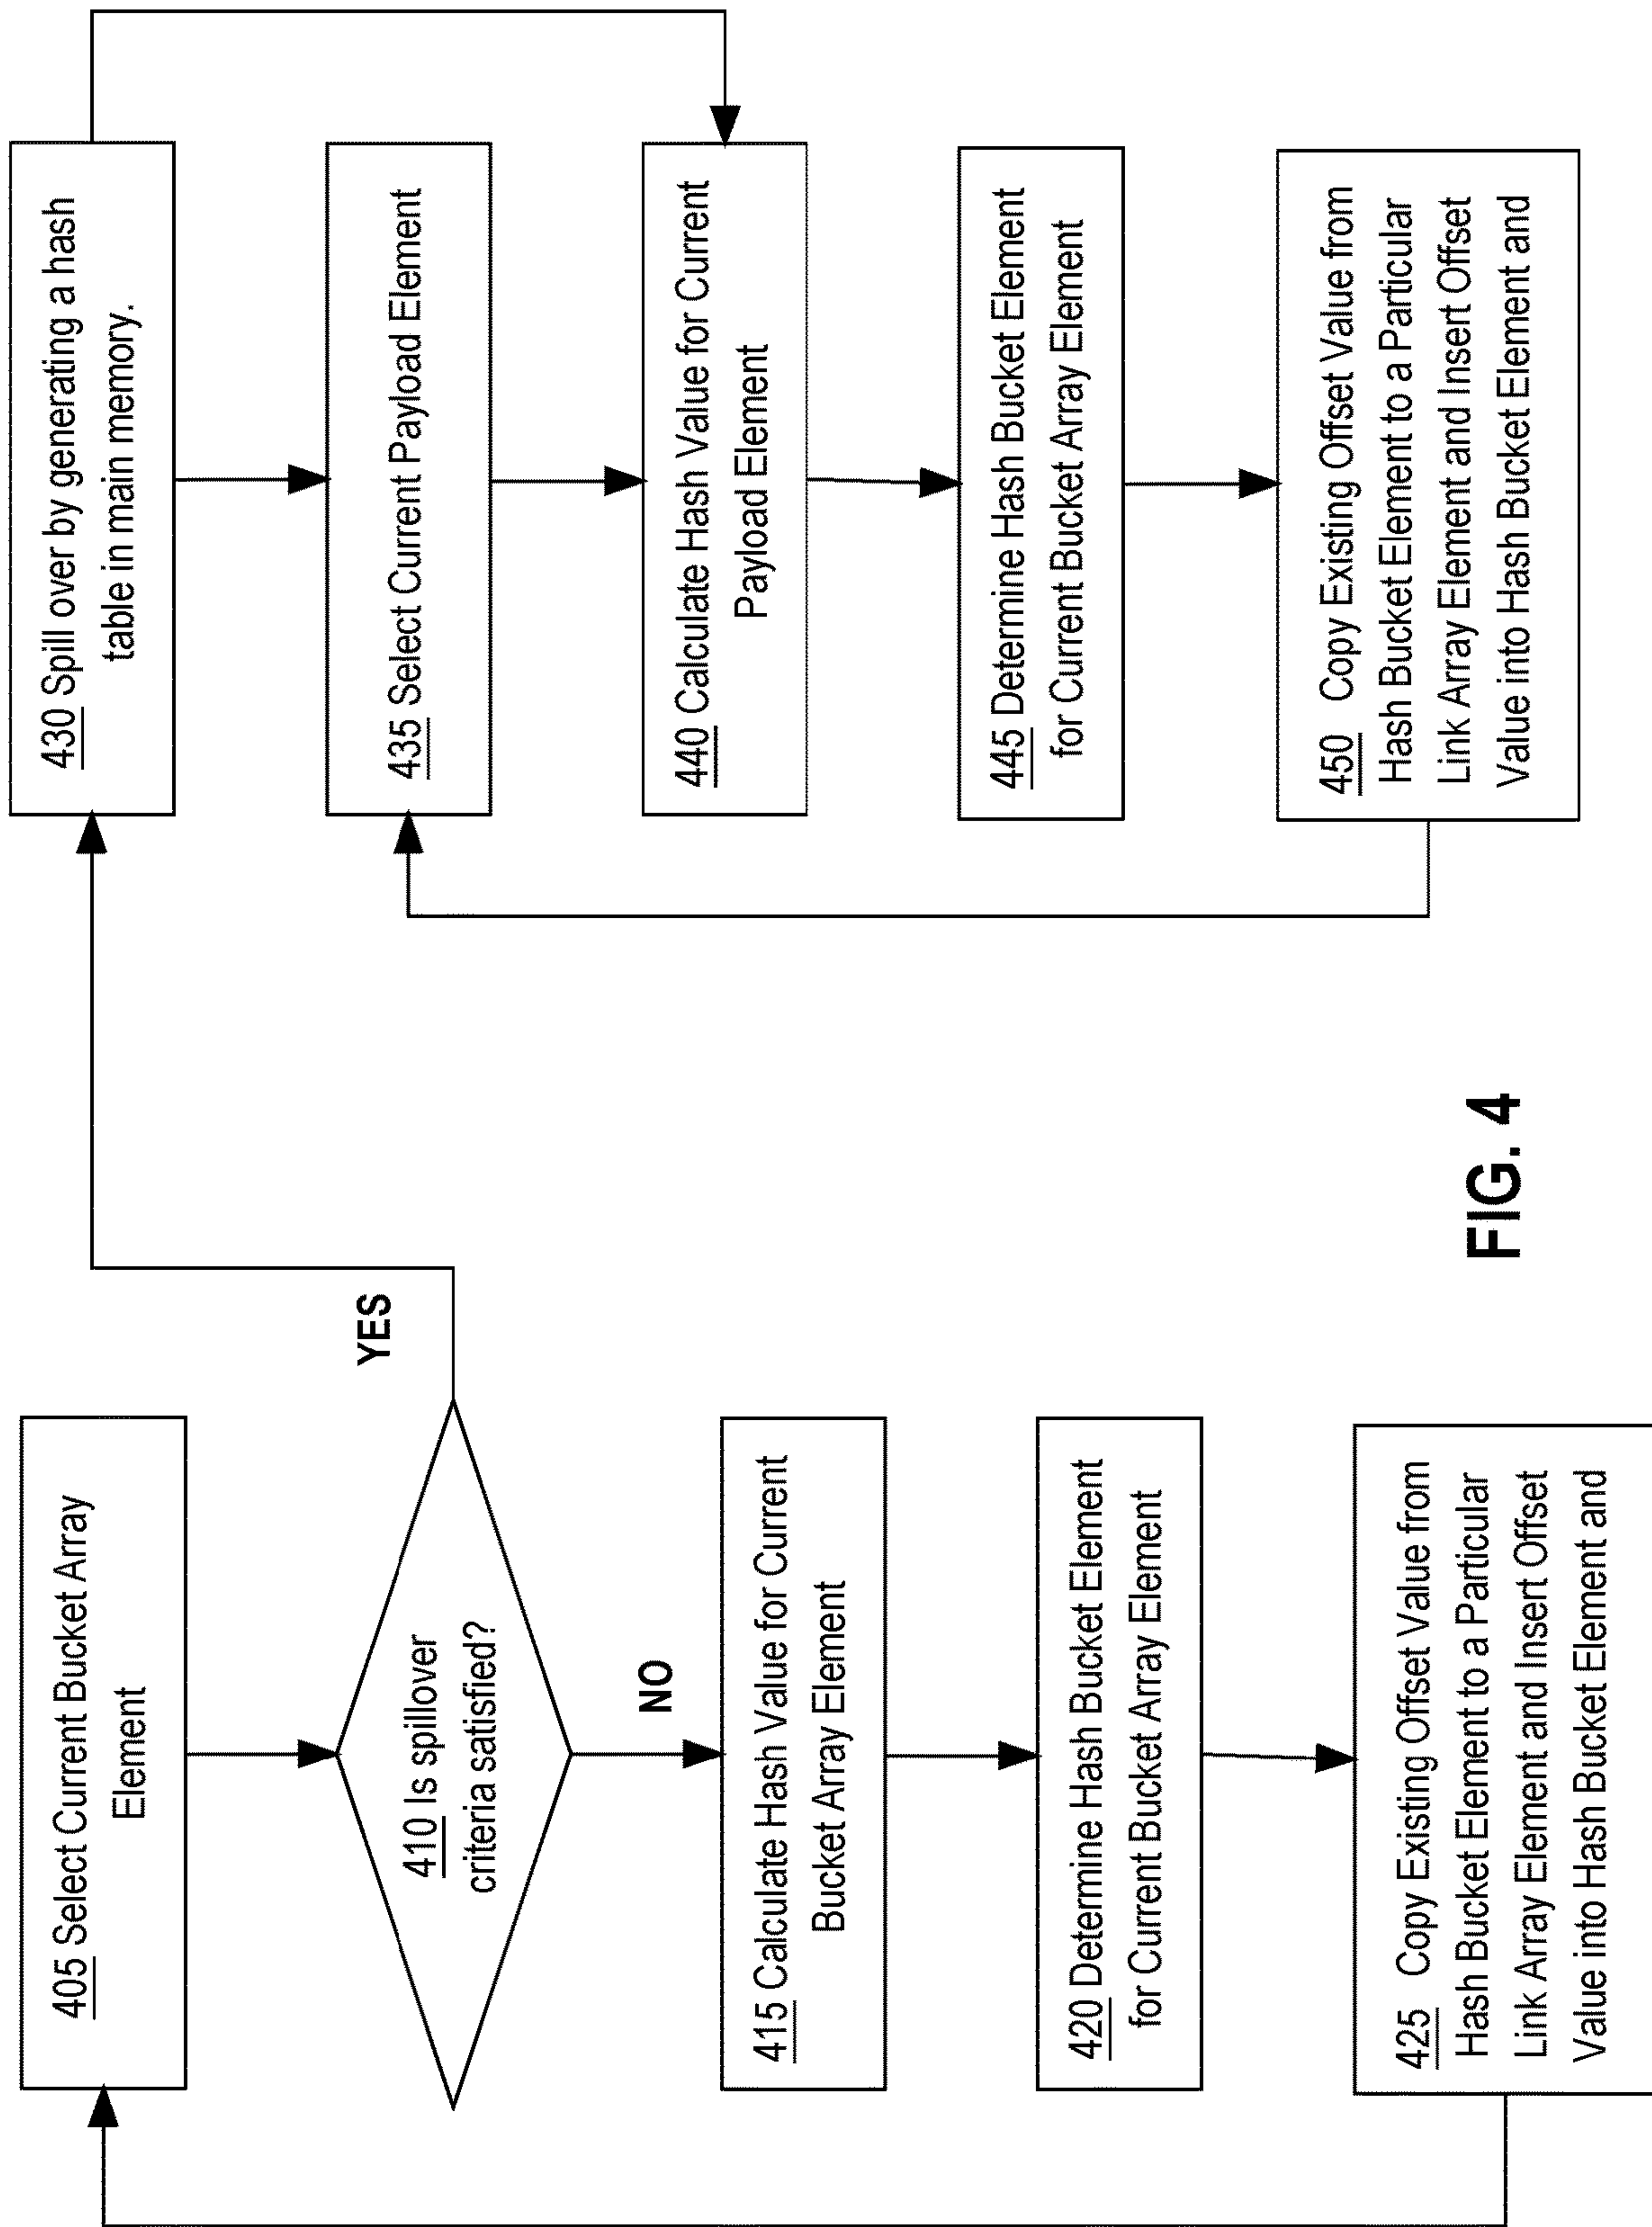 405 Select Current Bucket Array
Element
410 Is spillover
criteria satisfied?
YES
NO
415 Calculate Hash Value for Current
Bucket Array Element
420 Determine Hash Bucket Element
for Current Bucket Array Element
425 Copy Existing Offset Value from
Hash Bucket Element to a Particular
Link Array Element and Insert Offset
Value into Hash Bucket Element and
430 Spill over by generating a hash
table in main memory.
435 Select Current Payload Element
440 Calculate Hash Value for Current
Payload Element
445 Determine Hash Bucket Element
for Current Bucket Array Element
450 Copy Existing Offset Value from
Hash Bucket Element to a Particular
Link Array Element and Insert Offset
Value into Hash Bucket Element and
FIG. 4